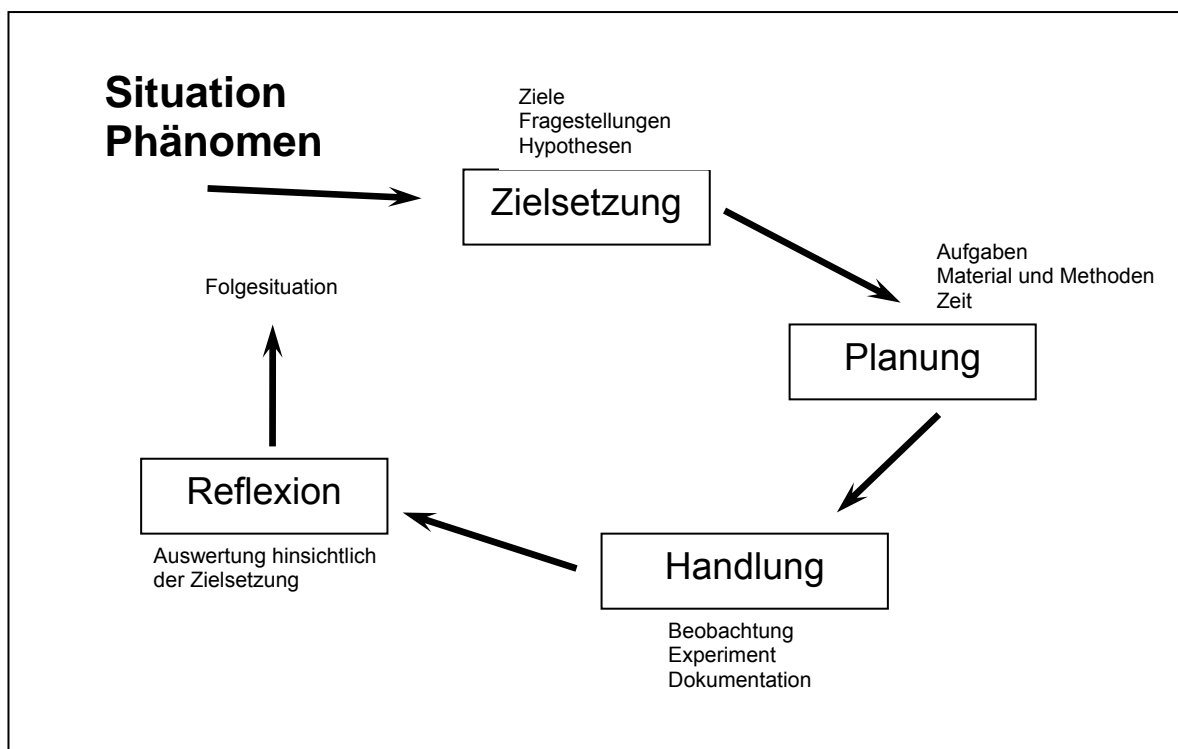 Situation
Phänomen
Ziele
Fragestellungen
Hypothesen
Zielsetzung
Aufgaben
Material und Methoden
Zeit
Planung
Handlung
Beobachtung
Experiment
Dokumentation
Reflexion
Auswertung hinsichtlich
der Zielsetzung
Folgesituation